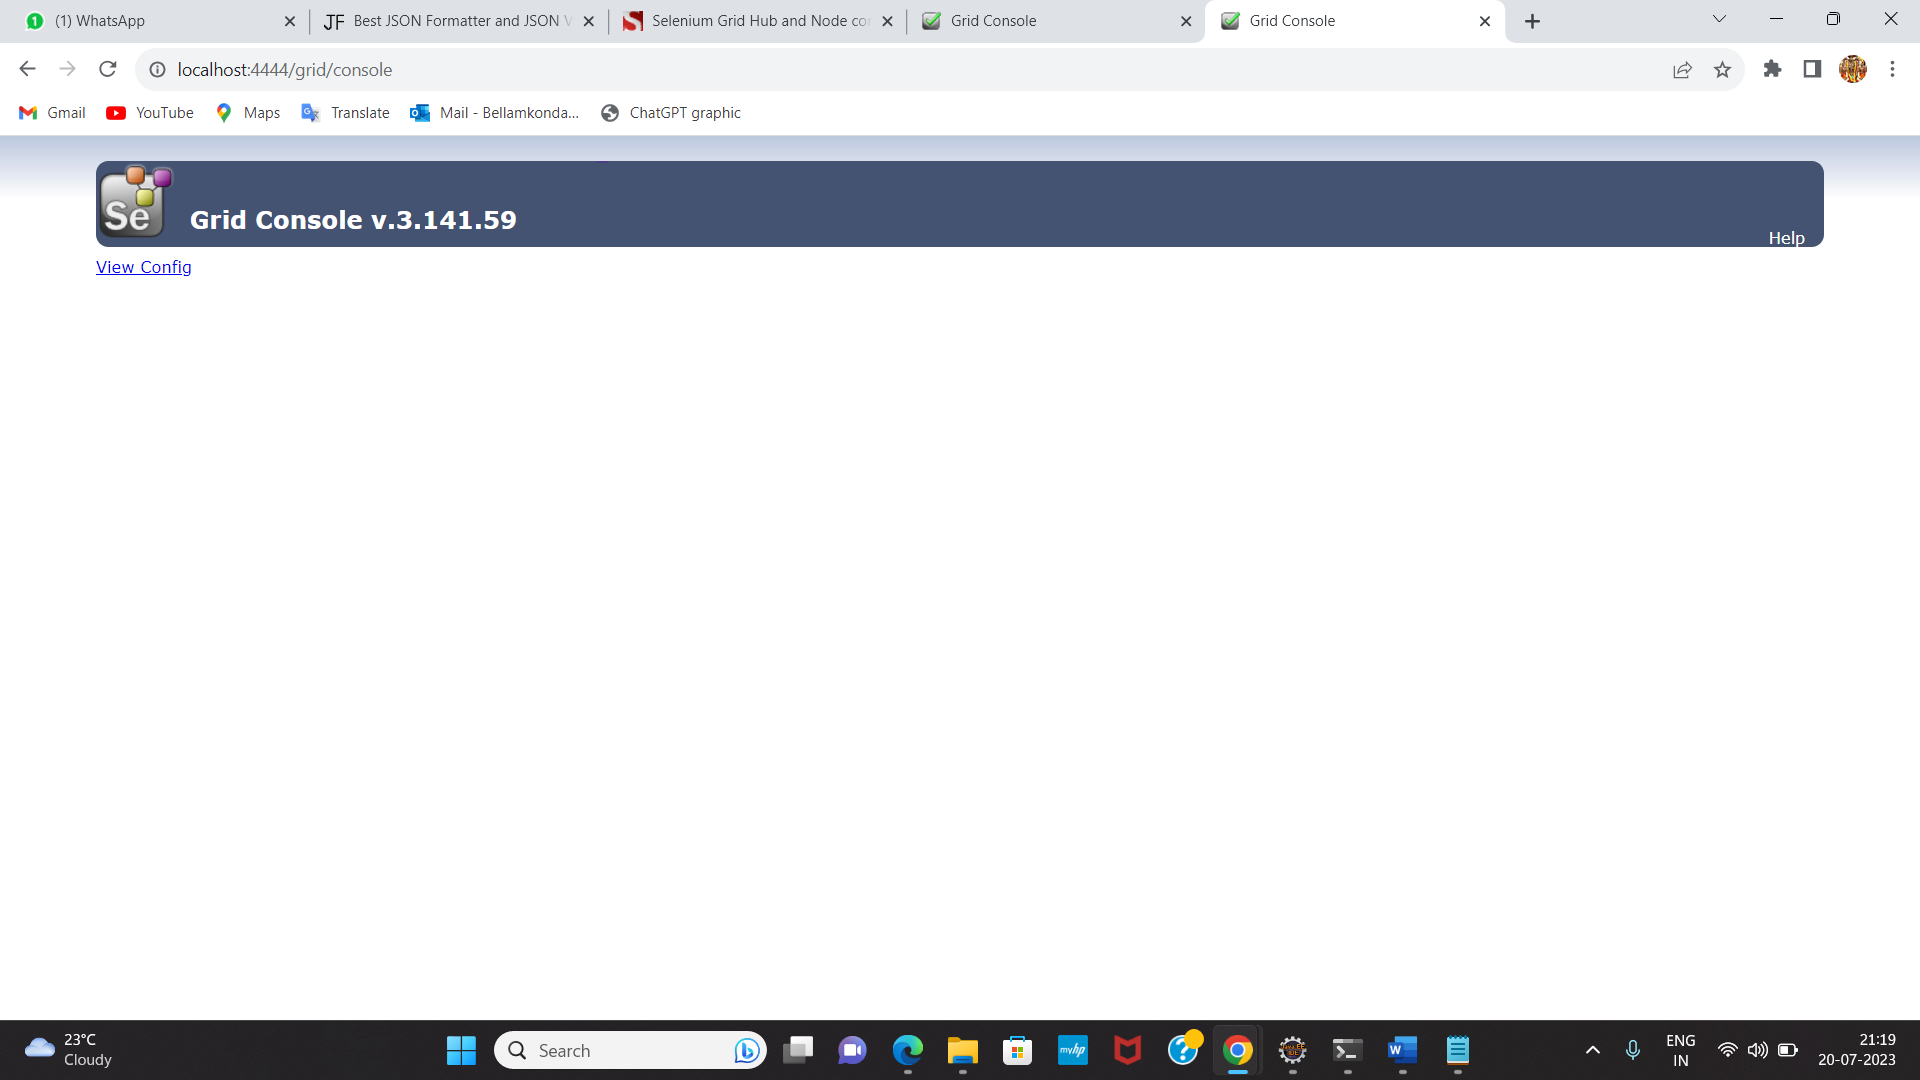 (1) WhatsApp
JF Best JSON Formatter and JSON V
Selenium Grid Hub and Node co
Grid Console
Grid Console
localhost:4444/grid/console
Gmail
YouTube
Maps
Translate
Mail - Bellamkonda...
ChatGPT graphic
Se
Grid Console v.3.141.59
Help
View Config
23°C
Cloudy
Search
myhp
ENG
IN
21:19
20-07-2023